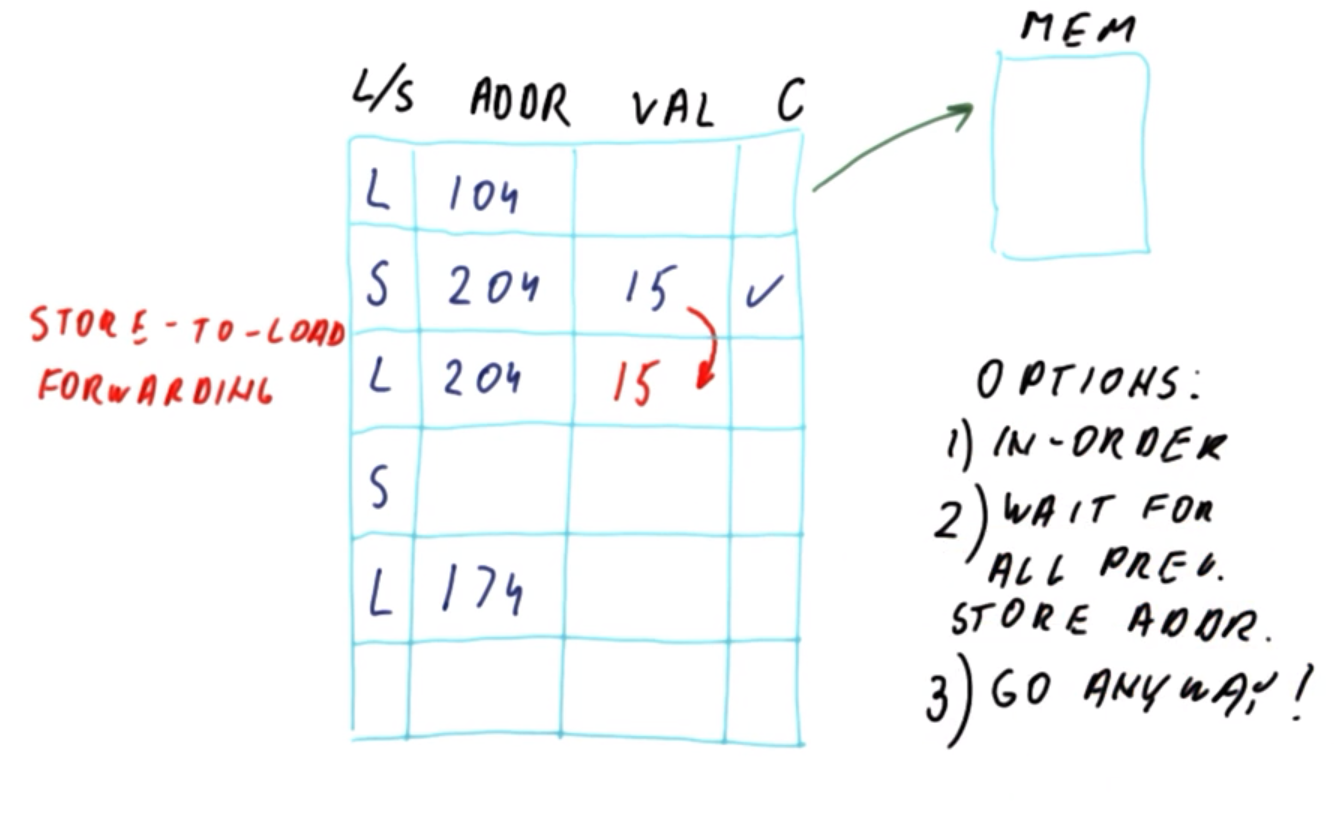 MEM
L/S ADDR VAL C
L 104
S 204 15 ✓
L 204 15
S
L 174
STORE-TO-LOAD
FORWARDING
OPTIONS:
1) IN-ORDER
2) WAIT FOR
ALL PREV.
STORE ADDR.
3) GO ANYWAY!